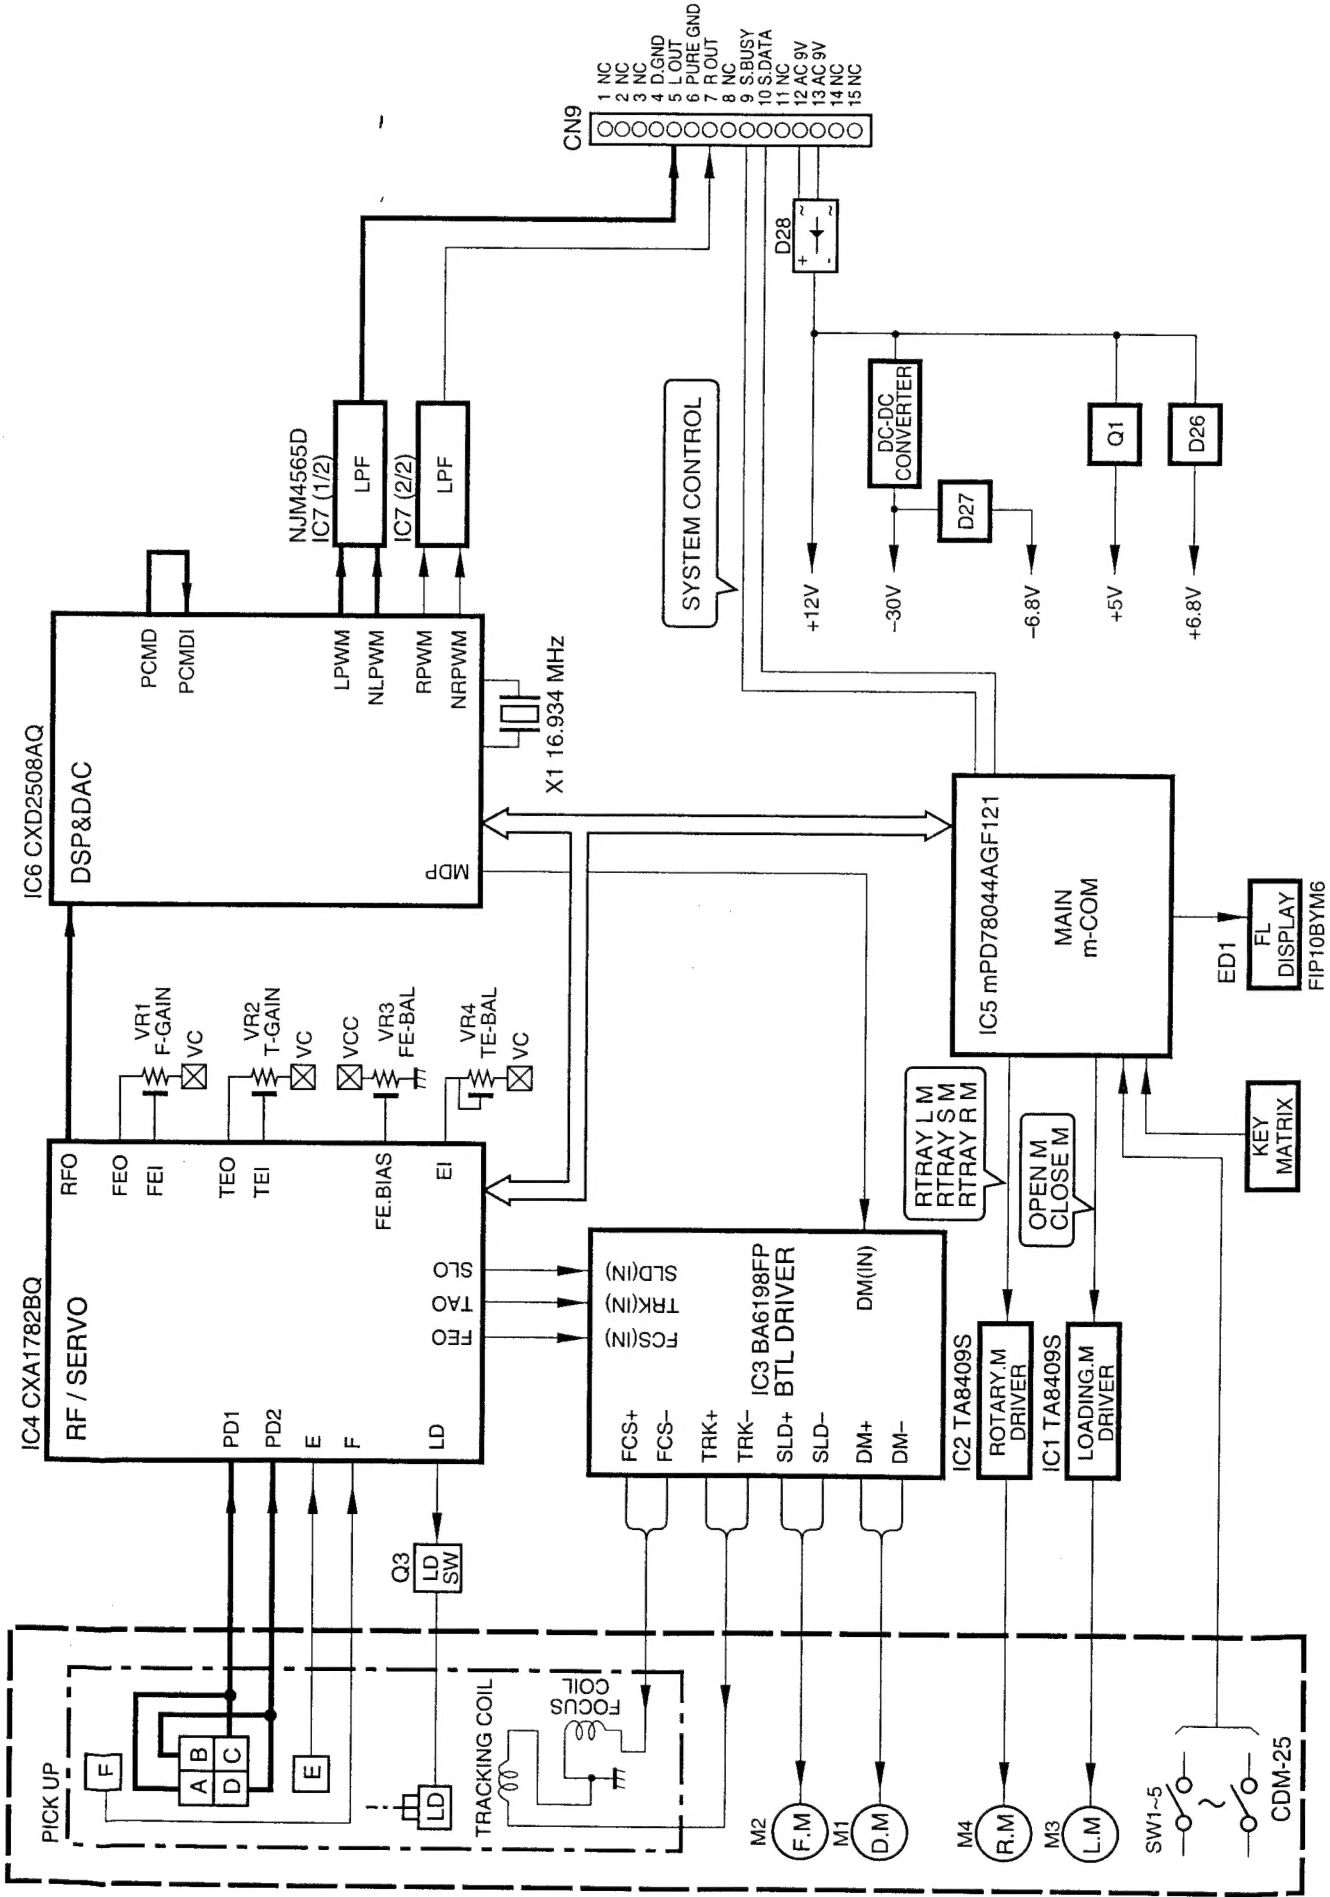 PICK UP
F
A
B
D
C
E
LD
TRACKING COIL
FOCUS
COIL
M2
F.M
M1
D.M
M4
R.M
M3
L.M
SW1~5
~
CDM-25
Q3
LD
SW
IC4 CXA1782BQ
RF / SERVO
PD1
PD2
E
F
LD
RFO
FEO
FEI
TEO
TEI
FE.BIAS
EI
SLO
TAO
FEO
VR1
F-GAIN
VC
VR2
T-GAIN
VC
VCC
VR3
FE-BAL
VR4
TE-BAL
VC
IC3 BA6198FP
BTL DRIVER
SLD(IN)
TRK(IN)
FCS(IN)
DM(IN)
FCS+
FCS–
TRK+
TRK–
SLD+
SLD–
DM+
DM–
IC2 TA8409S
ROTARY.M
DRIVER
IC1 TA8409S
LOADING.M
DRIVER
RTRAY L M
RTRAY S M
RTRAY R M
OPEN M
CLOSE M
KEY
MATRIX
IC6 CXD2508AQ
DSP&DAC
MDP
PCMD
PCMDI
LPWM
NLPWM
RPWM
NRPWM
X1 16.934 MHz
IC5 mPD78044AGF121
MAIN
m-COM
ED1
FL
DISPLAY
FIP10BYM6
NJM4565D
IC7 (1/2)
LPF
IC7 (2/2)
LPF
SYSTEM CONTROL
+12V
–30V
–6.8V
+5V
+6.8V
DC-DC
CONVERTER
D27
Q1
D26
D28
+
-
~
~
CN9
1 NC
2 NC
3 NC
4 D.GND
5 L OUT
6 PURE GND
7 R OUT
8 NC
9 S.BUSY
10 S.DATA
11 NC
12 AC 9V
13 AC 9V
14 NC
15 NC